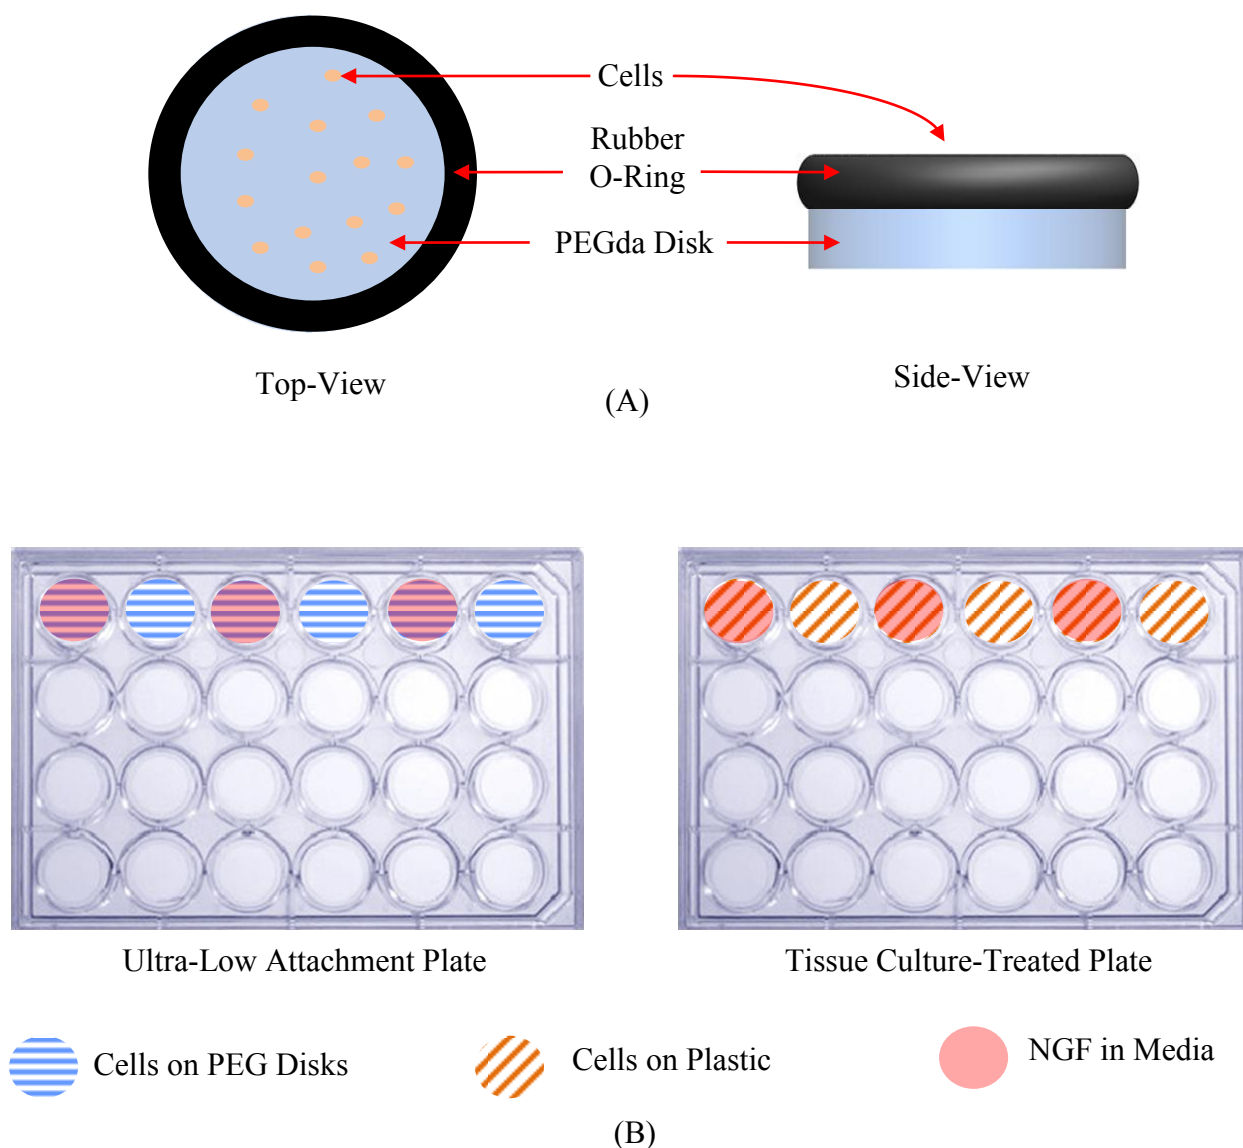 Cells
Rubber
O-Ring
PEGda Disk
Top-View
Side-View
(A)
Ultra-Low Attachment Plate
Tissue Culture-Treated Plate
Cells on PEG Disks
Cells on Plastic
NGF in Media
(B)